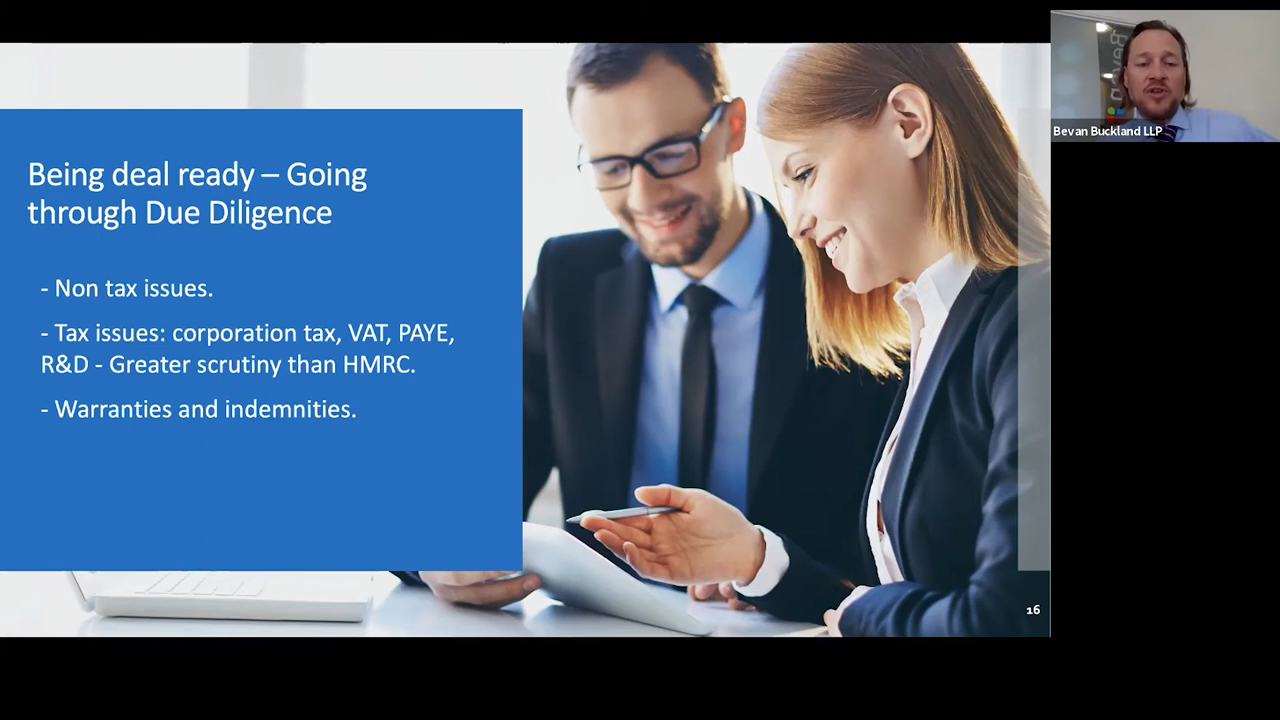 Being deal ready – Going
through Due Diligence
- Non tax issues.
- Tax issues: corporation tax, VAT, PAYE,
R&D - Greater scrutiny than HMRC.
- Warranties and indemnities.
16
Bevan Buckland LLP